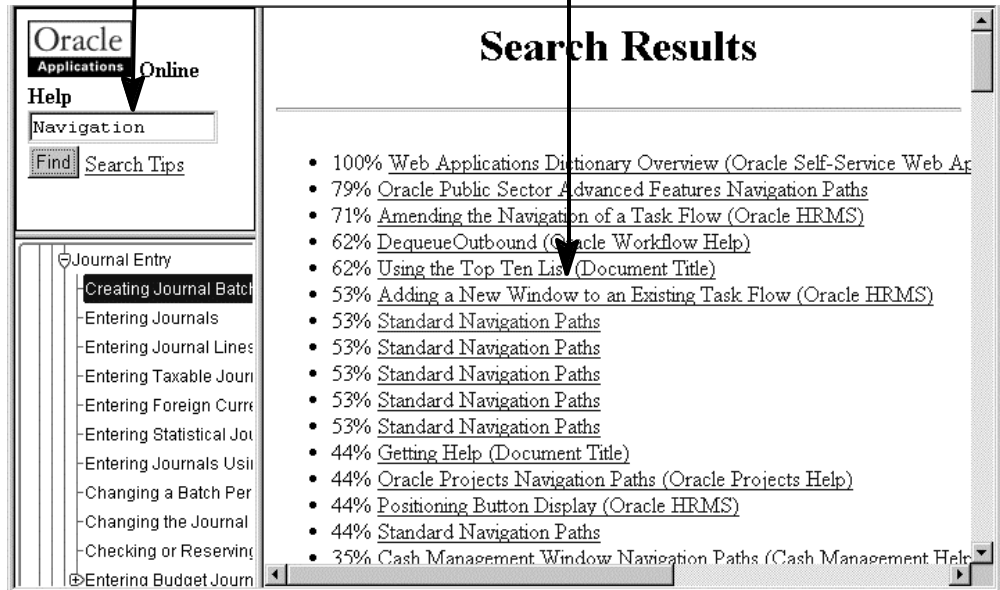 Oracle
Applications Online
Help
Navigation
Find Search Tips
Journal Entry
Creating Journal Batch
Entering Journals
Entering Journal Lines
Entering Taxable Journ
Entering Foreign Curre
Entering Statistical Jou
Entering Journals Usin
Changing a Batch Per
Changing the Journal
Checking or Reserving
Entering Budget Journ
Search Results
100% Web Applications Dictionary Overview (Oracle Self-Service Web Ap
79% Oracle Public Sector Advanced Features Navigation Paths
71% Amending the Navigation of a Task Flow (Oracle HRMS)
62% DequeueOutbound (Oracle Workflow Help)
62% Using the Top Ten List (Document Title)
53% Adding a New Window to an Existing Task Flow (Oracle HRMS)
53% Standard Navigation Paths
53% Standard Navigation Paths
53% Standard Navigation Paths
53% Standard Navigation Paths
53% Standard Navigation Paths
44% Getting Help (Document Title)
44% Oracle Projects Navigation Paths (Oracle Projects Help)
44% Positioning Button Display (Oracle HRMS)
44% Standard Navigation Paths
35% Cash Management Window Navigation Paths (Cash Management Help